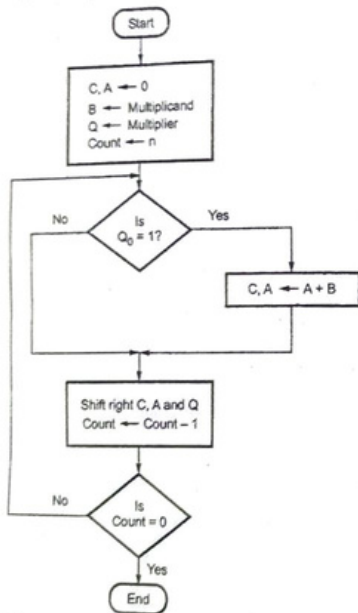 Start
C, A ← 0
B ← Multiplicand
Q ← Multiplier
Count ← n
No
Is
Q₀ = 1?
Yes
C, A ← A + B
Shift right C, A and Q
Count ← Count – 1
No
Is
Count = 0
Yes
End